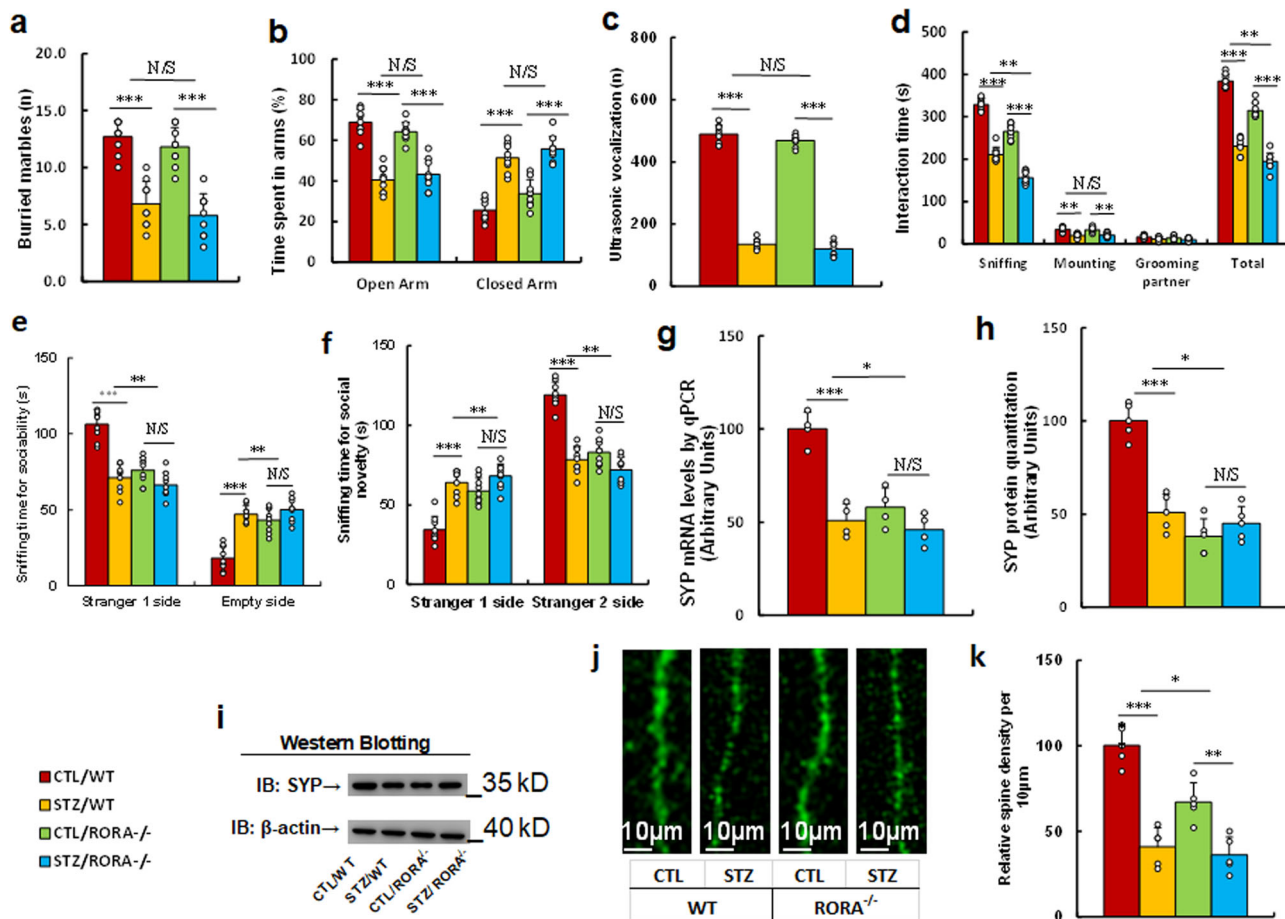 a
20.0
15.0
10.0
5.0
0.0
Burried marbles (n)
N/S
***
***
b
100
80
60
40
20
0
Time spent in arms (%)
N/S
***
***
N/S
***
***
Open Arm
Closed Arm
c
800
600
400
200
0
Ultrasonic vocalization (n)
N/S
***
***
d
500
400
300
200
100
0
Interaction time (s)
**
***
***
N/S
**
**
**
***
***
Sniffing
Mounting
Grooming
partner
Total
e
150
100
50
0
Sniffing time for sociability (s)
**
***
N/S
**
***
N/S
Stranger 1 side
Empty side
f
150
100
50
0
Sniffing time for social
novelty (s)
**
***
N/S
**
***
N/S
Stranger 1 side
Stranger 2 side
g
150
100
50
0
SYP mRNA levels by qPCR
(Arbitrary Units)
*
***
N/S
h
150
100
50
0
SYP protein quantitation
(Arbitrary Units)
*
***
N/S
CTL/WT
STZ/WT
CTL/RORA-/-
STZ/RORA-/-
i
Western Blotting
IB: SYP→
_35 kD
IB: β-actin→
_40 kD
CTL/WT
STZ/WT
CTL/RORA-/-
STZ/RORA-/-
j
10μm
10μm
10μm
10μm
CTL
STZ
CTL
STZ
WT
RORA-/-
k
150
100
50
0
Relative spine density per
10μm
*
***
**